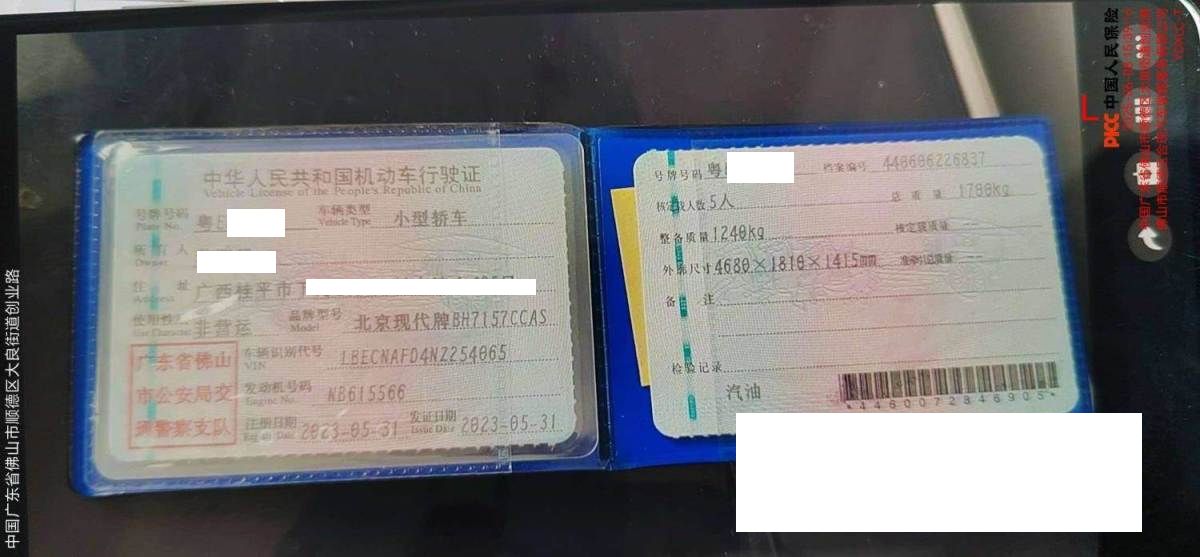 中华人民共和国机动车行驶证
Vehicle License of the People's Republic of China
号牌号码 粤E
Plate No.
车辆类型 小型轿车
Vehicle Type
所有人
Owner
住址 广西桂平市
Address
使用性质 非营运
Use Character
品牌型号 北京现代牌BH7157CCAS
Model
广东省佛山
市公安局交
通警察支队
车辆识别代号 LBECNAFD4NZ254065
VIN
发动机号码 NB615566
Engine No.
注册日期 2023-05-31
Register Date
发证日期 2023-05-31
Issue Date
号牌号码 粤
档案编号 440606226837
核定载人数 5人
总质量 1780kg
整备质量 1240kg
核定载质量 --
外廓尺寸 4680×1810×1415mm
准牵引总质量 --
备注
检验记录
汽油
*4460072846905*
中国广东省佛山市顺德区大良街道创业路
PICC 中国人民保险